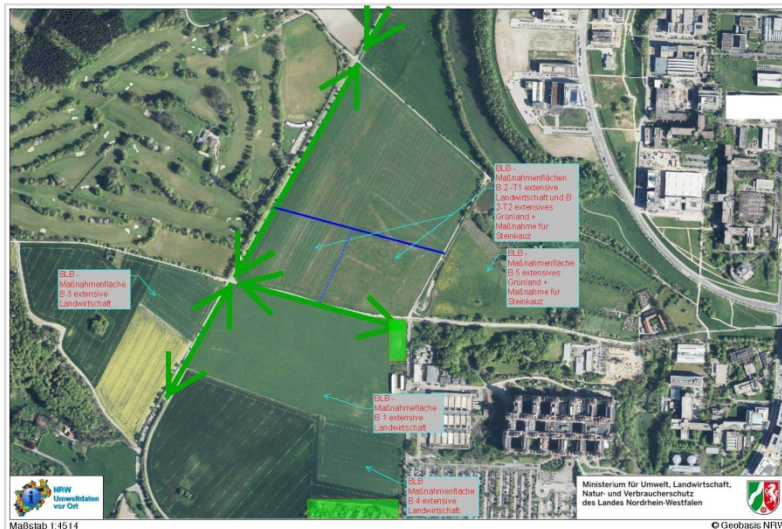 BLB -
Maßnahmenflächen
B 2 -T1 extensive
Landwirtschaft und B
2-T2 extensives
Grünland +
Maßnahme für
Steinkauz
BLB -
Maßnahmenfläche
B 5 extensives
Grünland +
Maßnahme für
Steinkauz
BLB -
Maßnahmenfläche
B 3 extensive
Landwirtschaft
BLB -
Maßnahmefläche
B 1 extensive
Landwirtschaft
BLB
Maßnahmenfläche
B 4 extensive
Landwirtschaft
NRW
Umweltdaten
vor Ort
Ministerium für Umwelt, Landwirtschaft,
Natur- und Verbraucherschutz
des Landes Nordrhein-Westfalen
Maßstab 1:4514
© Geobasis NRW